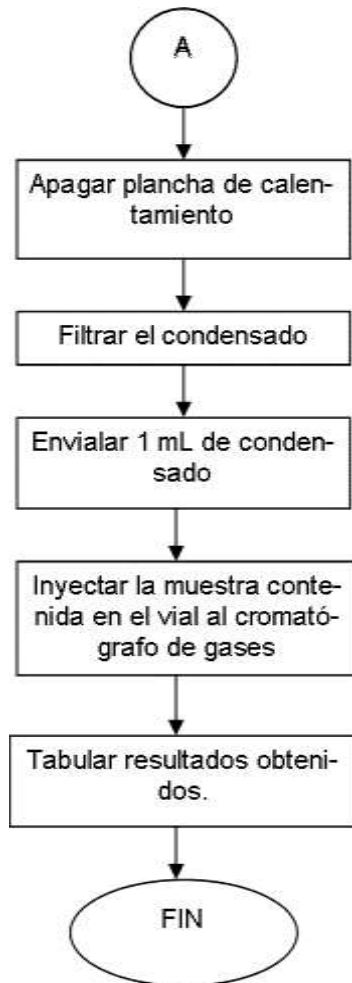 A
Apagar plancha de calen-
tamiento
Filtrar el condensado
Envialar 1 mL de conden-
sado
Inyectar la muestra conte-
nida en el vial al cromató-
grafo de gases
Tabular resultados obteni-
dos.
FIN